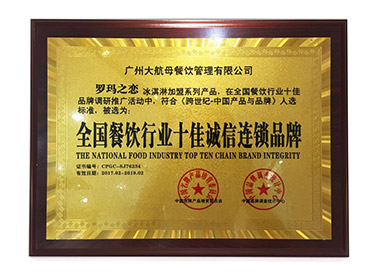 广州大航母餐饮管理有限公司
罗玛之恋 冰淇淋加盟系列产品,在全国餐饮行业十佳
品牌调研推广活动中,符合《跨世纪-中国产品与品牌》入选
标准,被选为:
全国餐饮行业十佳诚信连锁品牌
THE NATIONAL FOOD INDUSTRY TOP TEN CHAIN BRAND INTEGRITY
证书编号:CPGC-SJ76234
有效日期:2017.02-2019.02